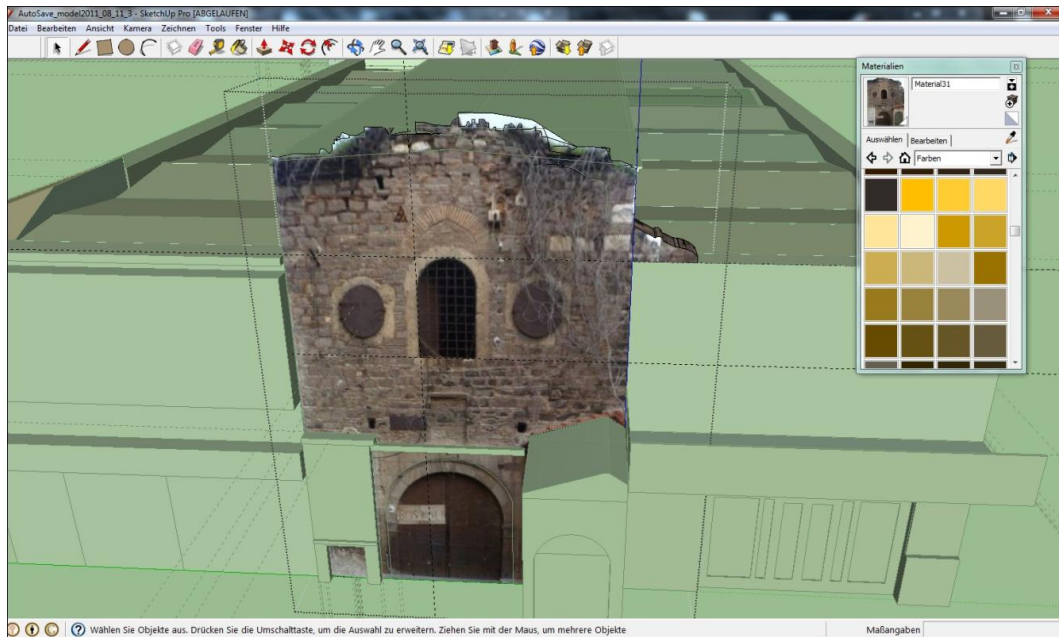 AutoSave_model2011_08_11_3 - SketchUp Pro [ABGELAUFEN]
Datei Bearbeiten Ansicht Kamera Zeichnen Tools Fenster Hilfe
Materialien
Material31
Auswählen Bearbeiten
Farben
Wählen Sie Objekte aus. Drücken Sie die Umschalttaste, um die Auswahl zu erweitern. Ziehen Sie mit der Maus, um mehrere Objekte
Maßangaben